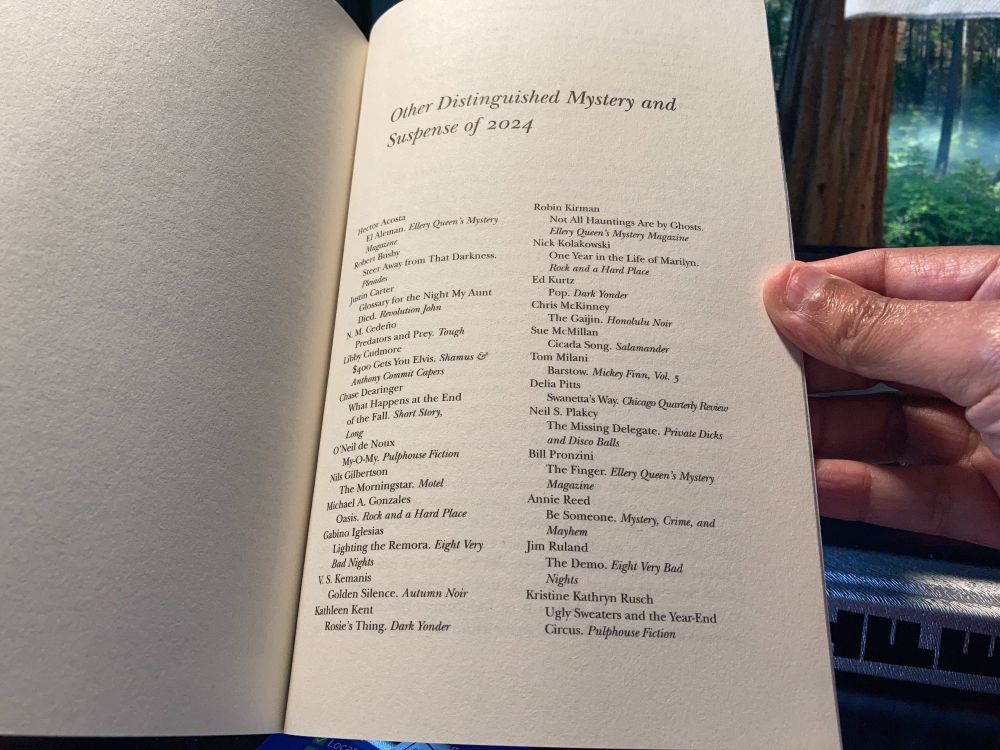 Other Distinguished Mystery and
Suspense of 2024
Hector Acosta
El Aleman. Ellery Queen's Mystery
Magazine
Robert Busby
Steer Away from That Darkness.
Pleiades
Justin Carter
Glossary for the Night My Aunt
Died. Revolution John
N. M. Cedeño
Predators and Prey. Tough
Libby Cudmore
$400 Gets You Elvis. Shamus &
Anthony Commit Capers
Chase Dearinger
What Happens at the End
of the Fall. Short Story,
Long
O'Neil de Noux
My-O-My. Pulphouse Fiction
Nils Gilbertson
The Morningstar. Motel
Michael A. Gonzales
Oasis. Rock and a Hard Place
Gabino Iglesias
Lighting the Remora. Eight Very
Bad Nights
V. S. Kemanis
Golden Silence. Autumn Noir
Kathleen Kent
Rosie's Thing. Dark Yonder
Robin Kirman
Not All Hauntings Are by Ghosts.
Ellery Queen's Mystery Magazine
Nick Kolakowski
One Year in the Life of Marilyn.
Rock and a Hard Place
Ed Kurtz
Pop. Dark Yonder
Chris McKinney
The Gaijin. Honolulu Noir
Sue McMillan
Cicada Song. Salamander
Tom Milani
Barstow. Mickey Finn, Vol. 5
Delia Pitts
Swanetta's Way. Chicago Quarterly Review
Neil S. Plakcy
The Missing Delegate. Private Dicks
and Disco Balls
Bill Pronzini
The Finger. Ellery Queen's Mystery
Magazine
Annie Reed
Be Someone. Mystery, Crime, and
Mayhem
Jim Ruland
The Demo. Eight Very Bad
Nights
Kristine Kathryn Rusch
Ugly Sweaters and the Year-End
Circus. Pulphouse Fiction